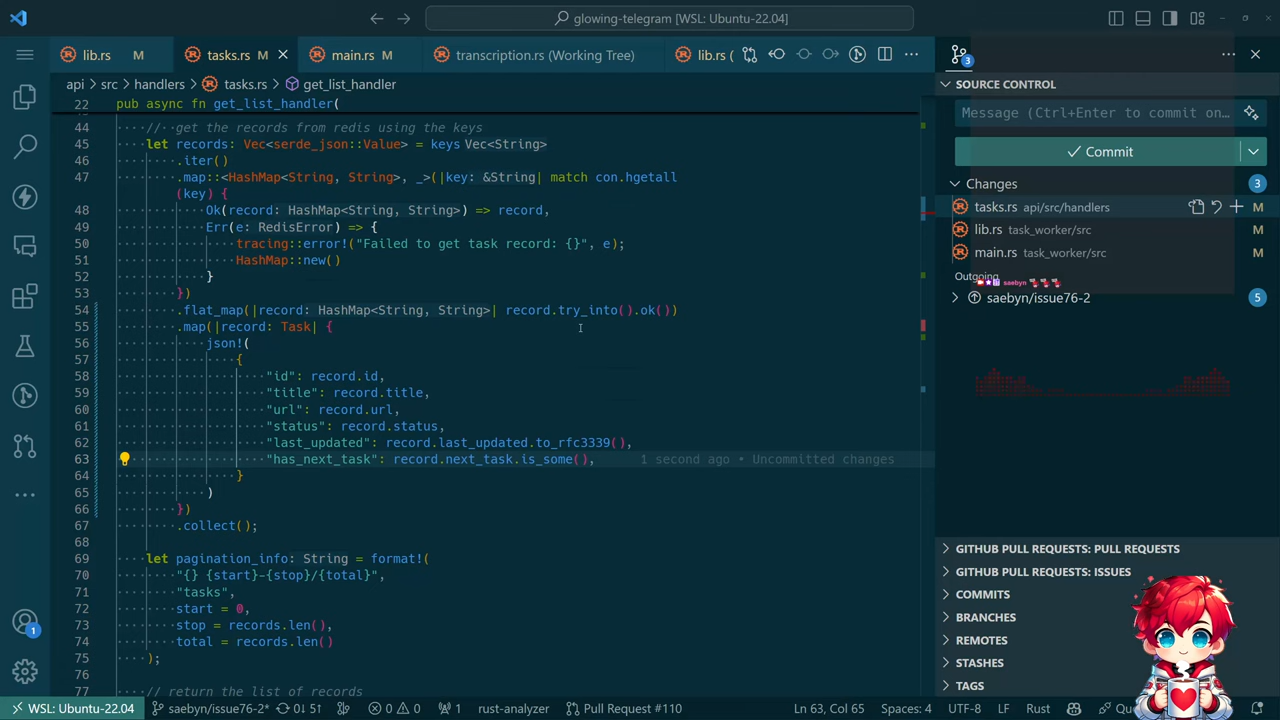 glowing-telegram [WSL: Ubuntu-22.04]
lib.rs M
tasks.rs M
main.rs M
transcription.rs (Working Tree)
lib.rs (
api > src > handlers > tasks.rs > get_list_handler
22 pub async fn get_list_handler(
44 // get the records from redis using the keys
45 let records: Vec<serde_json::Value> = keys Vec<String>
46 .iter()
47 .map::<HashMap<String, String>, _>(|key: &String| match con.hgetall
(key) {
48 Ok(record: HashMap<String, String>) => record,
49 Err(e: RedisError) => {
50 tracing::error!("Failed to get task record: {}", e);
51 HashMap::new()
52 }
53 })
54 .flat_map(|record: HashMap<String, String>| record.try_into().ok())
55 .map(|record: Task| {
56 json!(
57 {
58 "id": record.id,
59 "title": record.title,
60 "url": record.url,
61 "status": record.status,
62 "last_updated": record.last_updated.to_rfc3339(),
63 "has_next_task": record.next_task.is_some(), 1 second ago • Uncommitted changes
64 }
65 )
66 })
67 .collect();
68
69 let pagination_info: String = format!(
70 "{} {start}-{stop}/{total}",
71 "tasks",
72 start = 0,
73 stop = records.len(),
74 total = records.len()
75 );
76
77 // return the list of records
3
SOURCE CONTROL
Message (Ctrl+Enter to commit on...
Commit
Changes 3
tasks.rs api/src/handlers M
lib.rs task_worker/src M
main.rs task_worker/src M
Outgoing
saebyn
saebyn/issue76-2 5
GITHUB PULL REQUESTS: PULL REQUESTS
GITHUB PULL REQUESTS: ISSUES
COMMITS
BRANCHES
REMOTES
STASHES
TAGS
1
WSL: Ubuntu-22.04 saebyn/issue76-2* 0↓ 5↑ 0 0 1 rust-analyzer Pull Request #110 Ln 63, Col 65 Spaces: 4 UTF-8 LF Rust